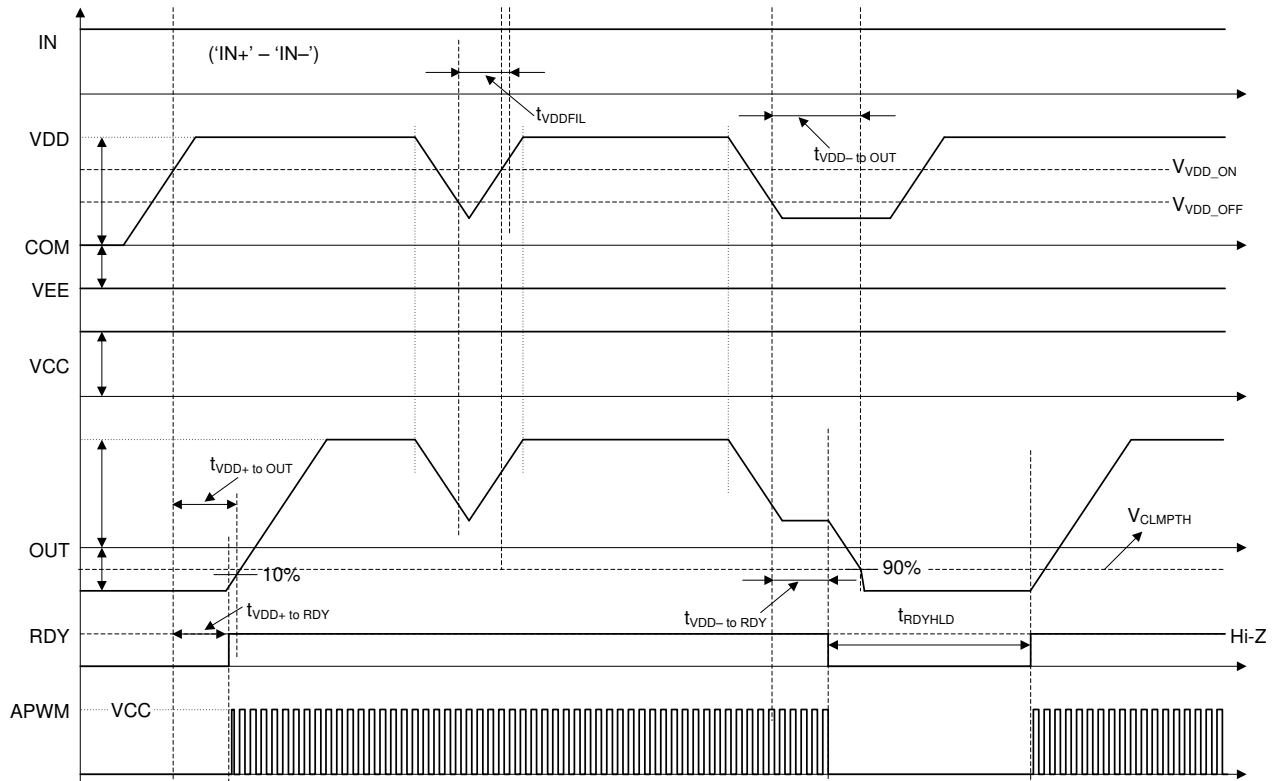 IN
('IN+' – 'IN–')
tVDDFIL
VDD
tVDD– to OUT
VVDD_ON
VVDD_OFF
COM
VEE
VCC
tVDD+ to OUT
VCLMPTH
OUT
10%
90%
tVDD+ to RDY
tVDD– to RDY
tRDYHLD
RDY
Hi-Z
APWM
VCC